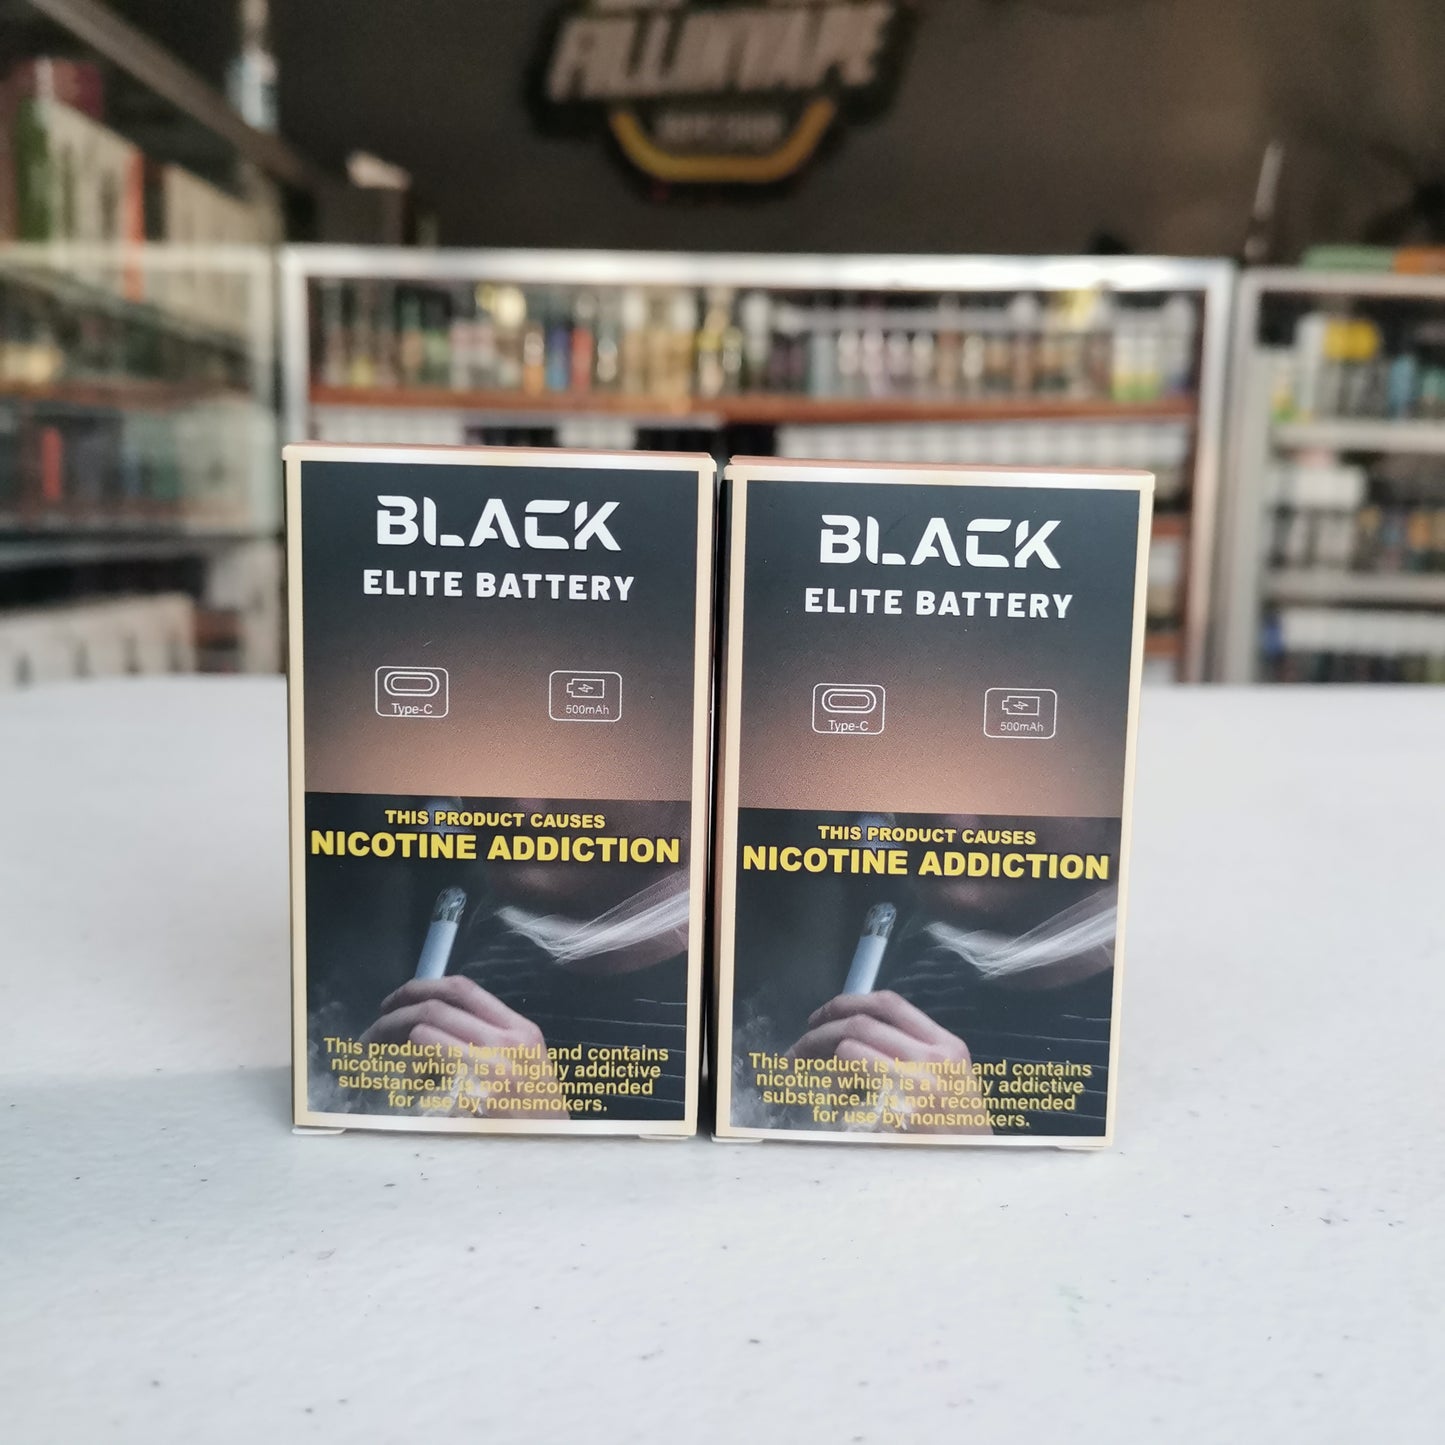 FILLINVAPE
BLACK
ELITE BATTERY
Type-C
500mAh
THIS PRODUCT CAUSES
NICOTINE ADDICTION
This product is harmful and contains
nicotine which is a highly addictive
substance.It is not recommended
for use by nonsmokers.
BLACK
ELITE BATTERY
Type-C
500mAh
THIS PRODUCT CAUSES
NICOTINE ADDICTION
This product is harmful and contains
nicotine which is a highly addictive
substance.It is not recommended
for use by nonsmokers.